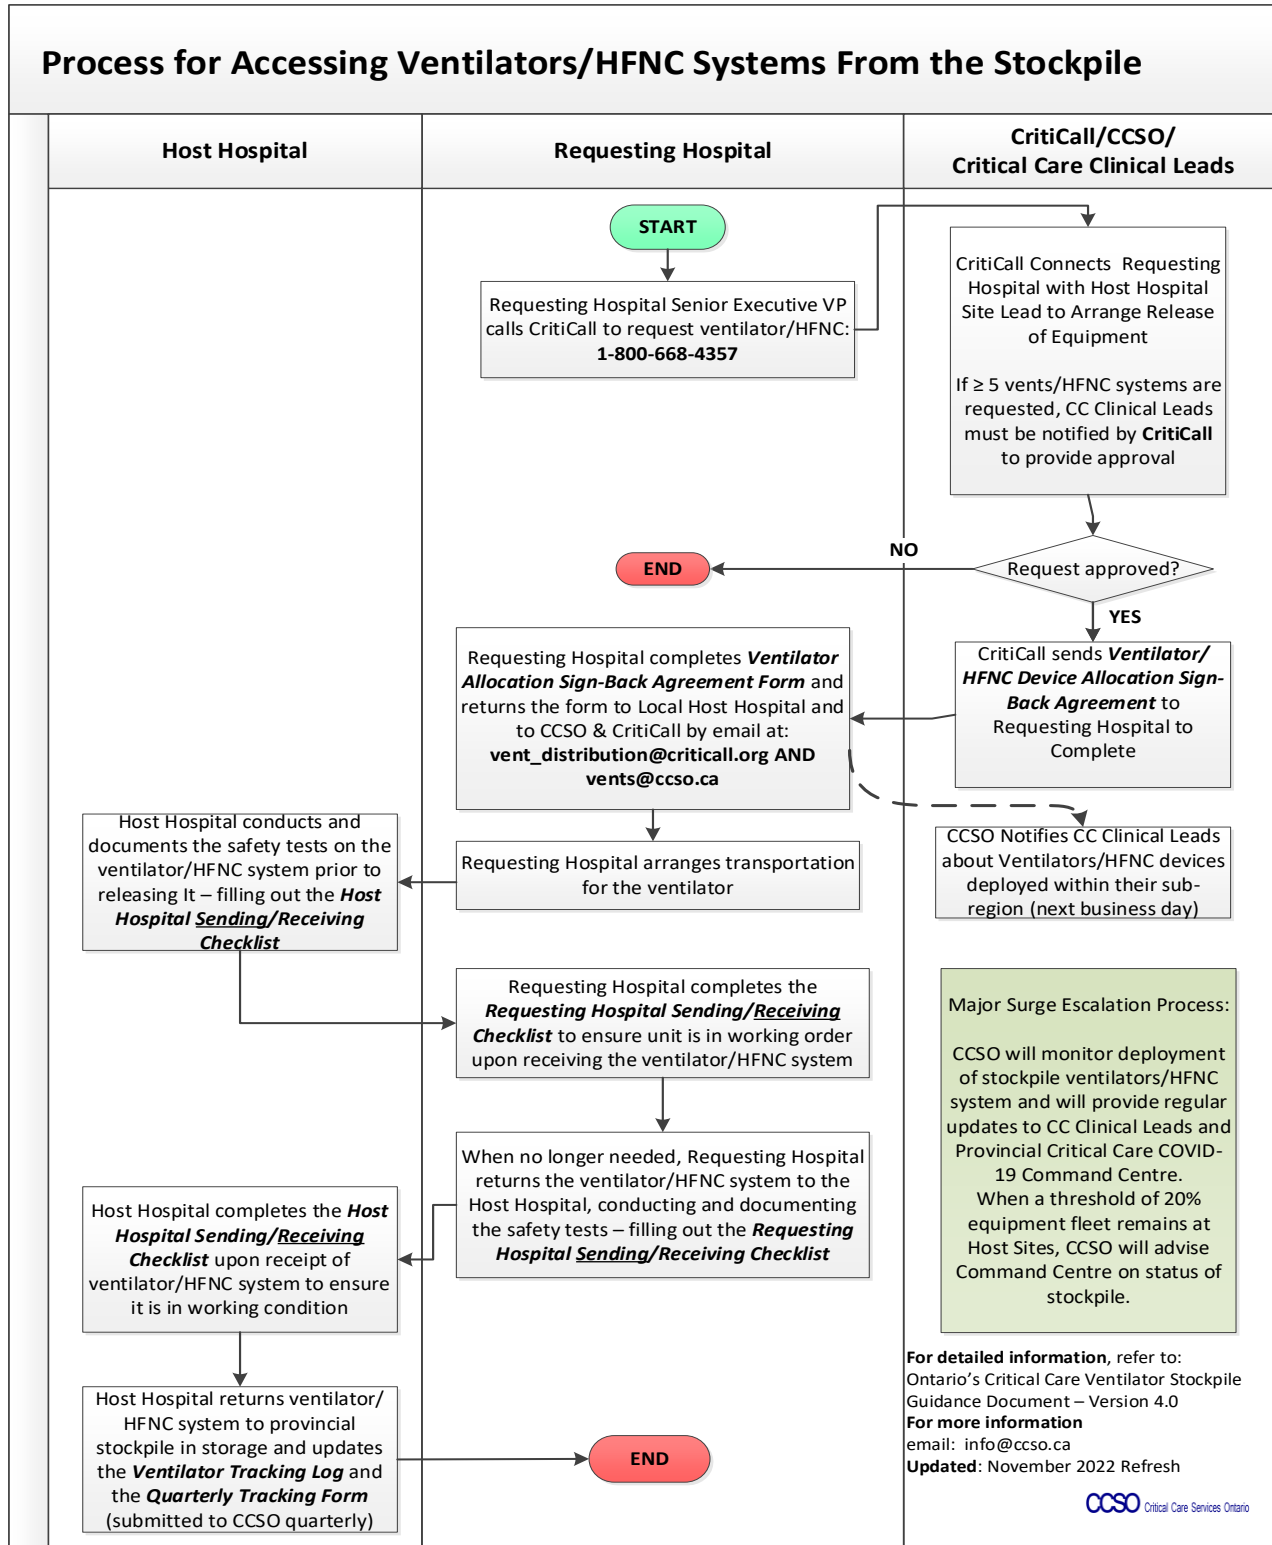 Process for Accessing Ventilators/HFNC Systems From the Stockpile
Host Hospital
Requesting Hospital
CritiCall/CCSO/
Critical Care Clinical Leads
START
Requesting Hospital Senior Executive VP
calls CritiCall to request ventilator/HFNC:
1-800-668-4357
CritiCall Connects Requesting
Hospital with Host Hospital
Site Lead to Arrange Release
of Equipment
If ≥ 5 vents/HFNC systems are
requested, CC Clinical Leads
must be notified by CritiCall
to provide approval
Request approved?
NO
END
YES
CritiCall sends Ventilator/
HFNC Device Allocation Sign-
Back Agreement to
Requesting Hospital to
Complete
Requesting Hospital completes Ventilator
Allocation Sign-Back Agreement Form and
returns the form to Local Host Hospital and
to CCSO & CritiCall by email at:
vent_distribution@criticall.org AND
vents@ccso.ca
CCSO Notifies CC Clinical Leads
about Ventilators/HFNC devices
deployed within their sub-
region (next business day)
Requesting Hospital arranges transportation
for the ventilator
Host Hospital conducts and
documents the safety tests on the
ventilator/HFNC system prior to
releasing It – filling out the Host
Hospital Sending/Receiving
Checklist
Requesting Hospital completes the
Requesting Hospital Sending/Receiving
Checklist to ensure unit is in working order
upon receiving the ventilator/HFNC system
When no longer needed, Requesting Hospital
returns the ventilator/HFNC system to the
Host Hospital, conducting and documenting
the safety tests – filling out the Requesting
Hospital Sending/Receiving Checklist
Host Hospital completes the Host
Hospital Sending/Receiving
Checklist upon receipt of
ventilator/HFNC system to ensure
it is in working condition
Host Hospital returns ventilator/
HFNC system to provincial
stockpile in storage and updates
the Ventilator Tracking Log and
the Quarterly Tracking Form
(submitted to CCSO quarterly)
END
Major Surge Escalation Process:
CCSO will monitor deployment
of stockpile ventilators/HFNC
system and will provide regular
updates to CC Clinical Leads and
Provincial Critical Care COVID-
19 Command Centre.
When a threshold of 20%
equipment fleet remains at
Host Sites, CCSO will advise
Command Centre on status of
stockpile.
For detailed information, refer to:
Ontario's Critical Care Ventilator Stockpile
Guidance Document – Version 4.0
For more information
email: info@ccso.ca
Updated: November 2022 Refresh
CCSO Critical Care Services Ontario